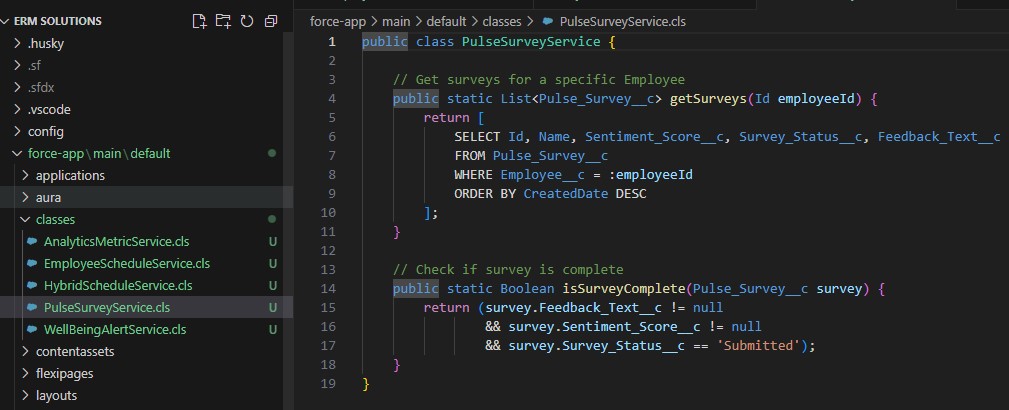 ERM SOLUTIONS
.husky
.sf
.sfdx
.vscode
config
force-app\main\default
applications
aura
classes
AnalyticsMetricService.cls U
EmployeeScheduleService.cls U
HybridScheduleService.cls U
PulseSurveyService.cls U
WellBeingAlertService.cls U
contentassets
flexipages
layouts
force-app > main > default > classes > PulseSurveyService.cls
1 public class PulseSurveyService {
2
3     // Get surveys for a specific Employee
4     public static List<Pulse_Survey__c> getSurveys(Id employeeId) {
5         return [
6             SELECT Id, Name, Sentiment_Score__c, Survey_Status__c, Feedback_Text__c
7             FROM Pulse_Survey__c
8             WHERE Employee__c = :employeeId
9             ORDER BY CreatedDate DESC
10         ];
11     }
12
13     // Check if survey is complete
14     public static Boolean isSurveyComplete(Pulse_Survey__c survey) {
15         return (survey.Feedback_Text__c != null
16                 && survey.Sentiment_Score__c != null
17                 && survey.Survey_Status__c == 'Submitted');
18     }
19 }